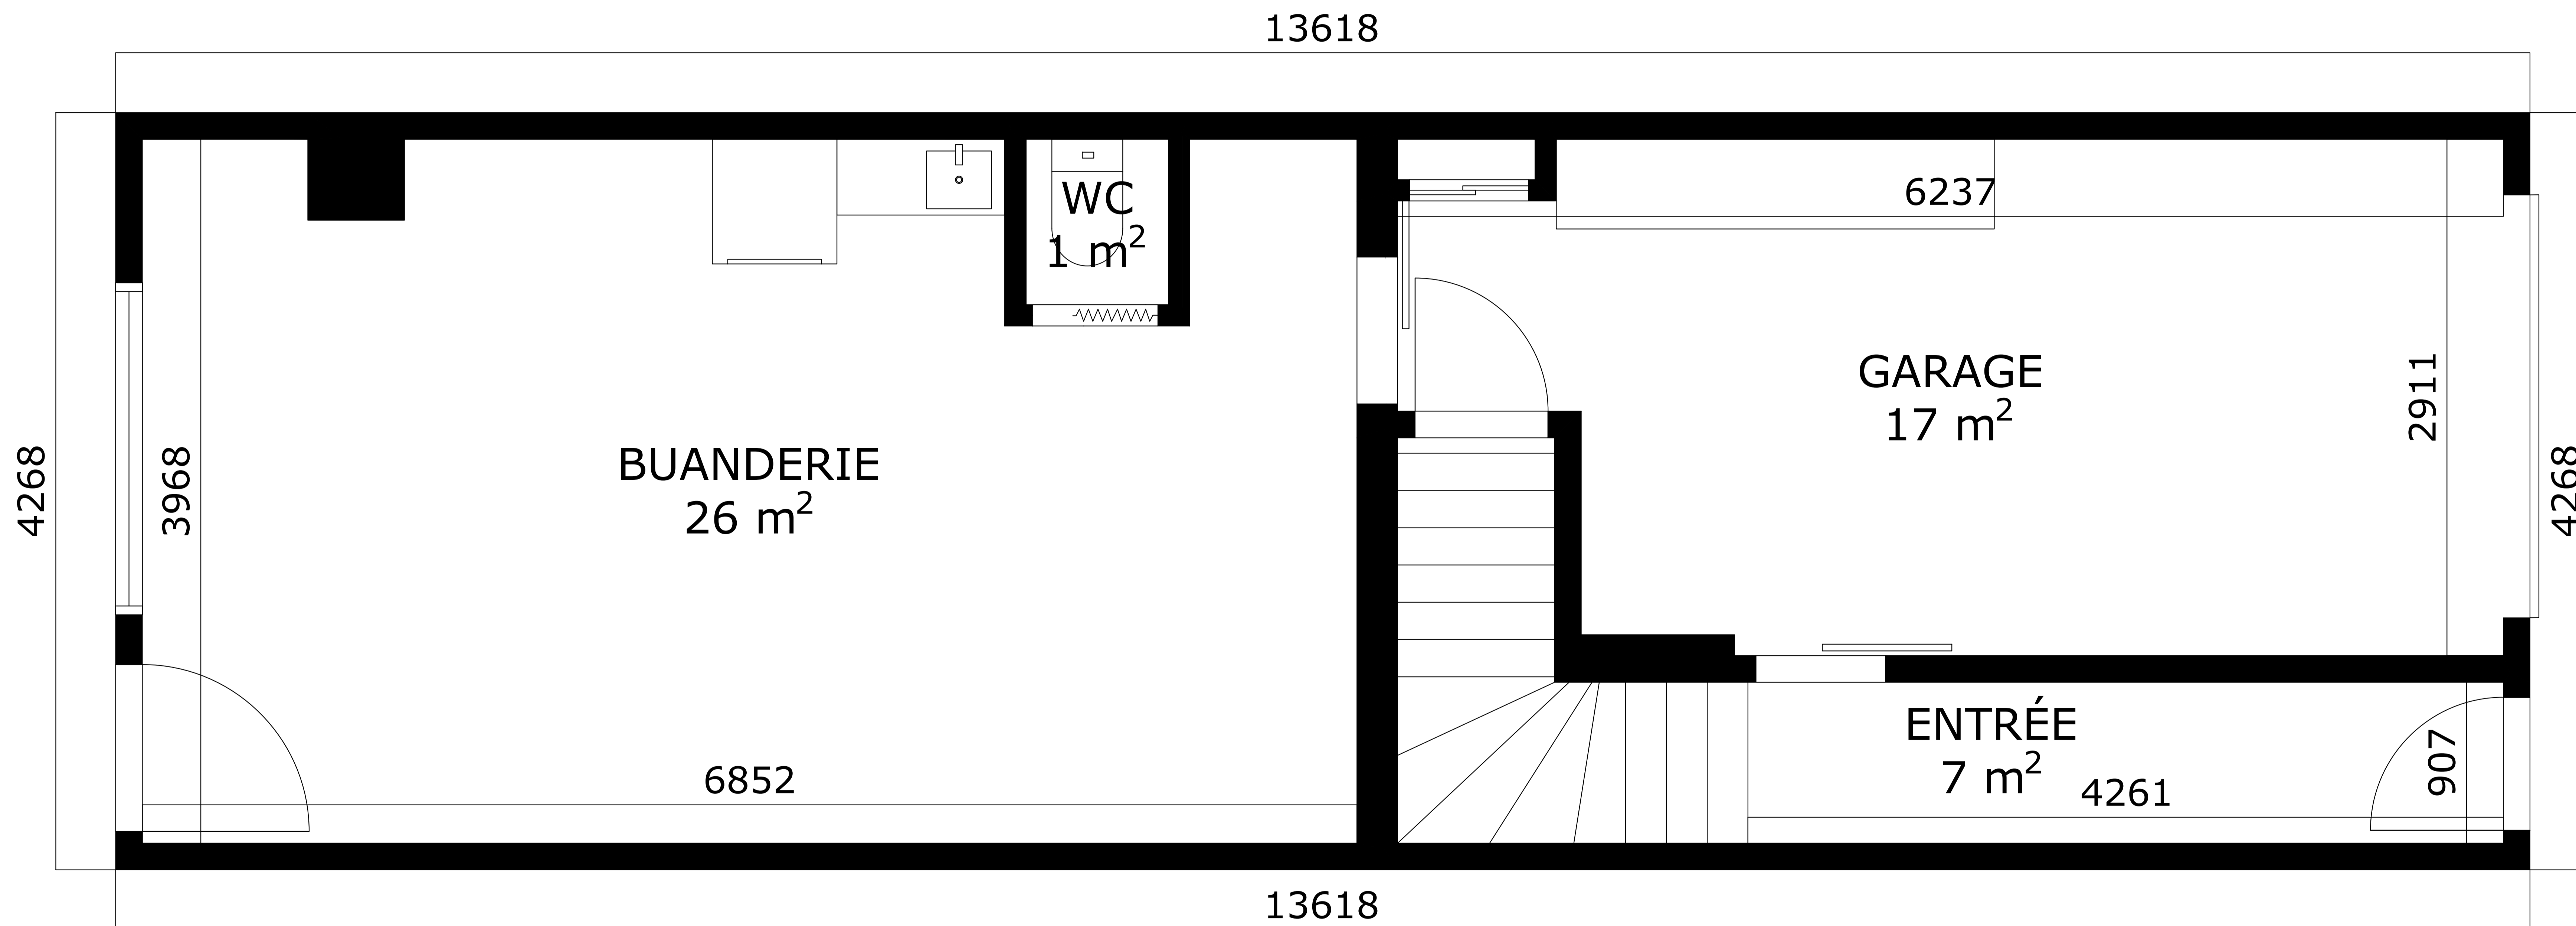 13618
6237
WC
1 m²
GARAGE
17 m²
2911
BUANDERIE
26 m²
4268
3968
4268
ENTRÉE
7 m²
907
6852
4261
13618